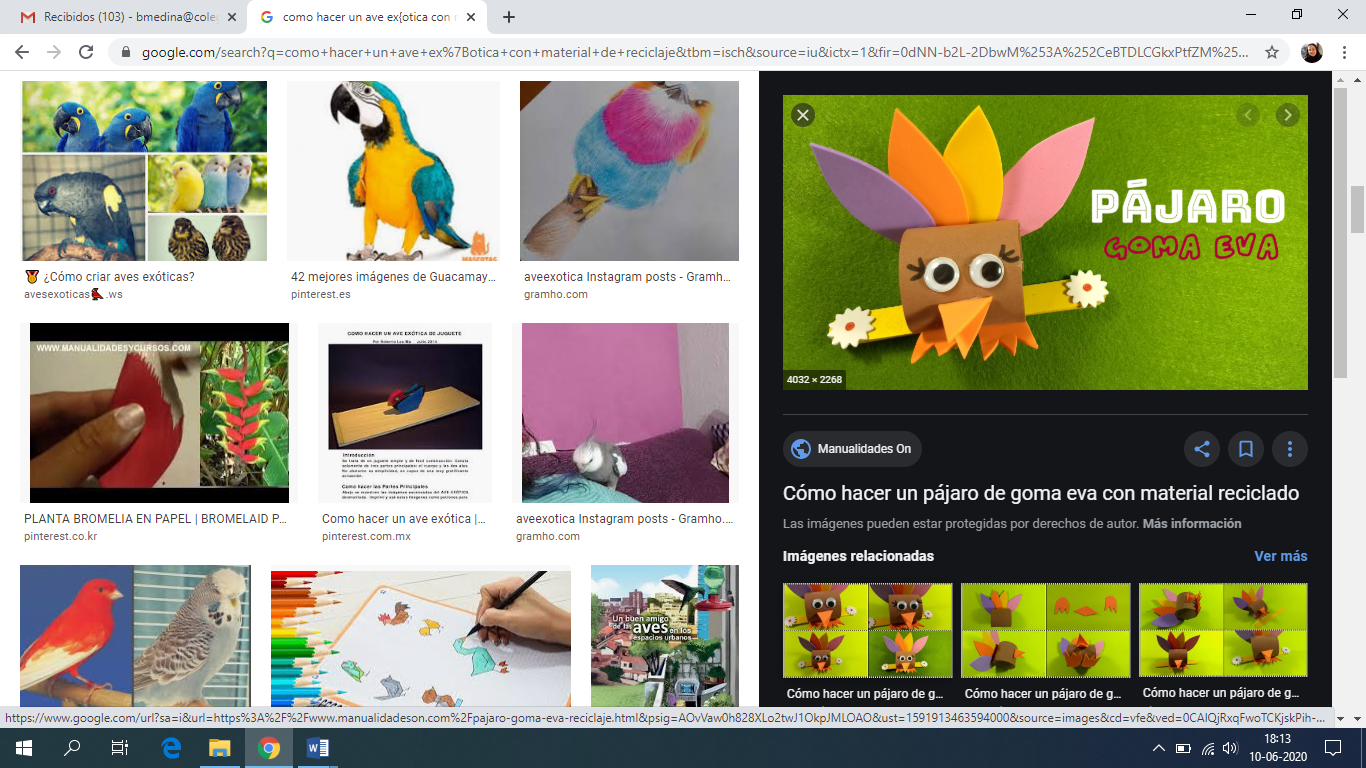 Recibidos (103) - bmedina@cole
como hacer un ave ex{otica con r
google.com/search?q=como+hacer+un+ave+ex%7Botica+con+material+de+reciclaje&tbm=isch&source=iu&ictx=1&fir=0dNN-b2L-2DbwM%253A%252CeBTDLCGkxPtfZM%25...
¿Cómo criar aves exóticas?
avesexoticas.ws
42 mejores imágenes de Guacamay...
pinterest.es
aveexotica Instagram posts - Gramh...
gramho.com
MASCOTAS
WWW.MANUALIDADESYCURSOS.COM
PLANTA BROMELIA EN PAPEL | BROMELAID P...
pinterest.co.kr
COMO HACER UN AVE EXÓTICA DE JUGUETE
Introducción
Como hacer las Partes Principales
Como hacer un ave exótica |...
pinterest.com.mx
aveexotica Instagram posts - Gramho....
gramho.com
Un buen amigo
de las aves en los
espacios urbanos
PÁJARO
GOMA EVA
4032 × 2268
Manualidades On
Cómo hacer un pájaro de goma eva con material reciclado
Las imágenes pueden estar protegidas por derechos de autor. Más información
Imágenes relacionadas
Ver más
Cómo hacer un pájaro de g...
Cómo hacer un pájaro de g...
Cómo hacer un pájaro de g...
https://www.google.com/url?sa=i&url=https%3A%2F%2Fwww.manualidadeson.com%2Fpajaro-goma-eva-reciclaje.html&psig=AOvVaw0h828XLo2twJ1OkpJMLOAO&ust=1591913463594000&source=images&cd=vfe&ved=0CAIQjRxqFwoTCKjskPih-...
18:13
10-06-2020